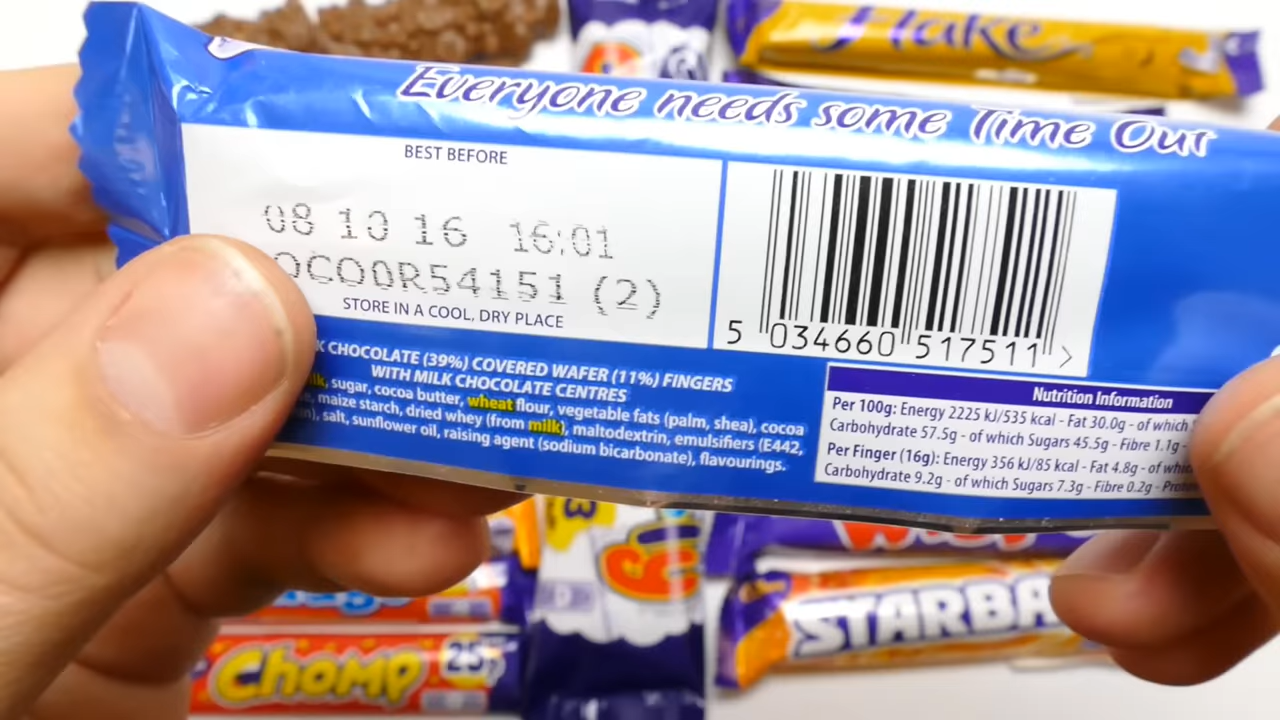 Flake
Everyone needs some Time Out
BEST BEFORE
08 10 16 16:01
OCO0R54151 (2)
STORE IN A COOL, DRY PLACE
5 034660 517511 >
CHOCOLATE (39%) COVERED WAFER (11%) FINGERS
WITH MILK CHOCOLATE CENTRES
sugar, cocoa butter, wheat flour, vegetable fats (palm, shea), cocoa
maize starch, dried whey (from milk), maltodextrin, emulsifiers (E442,
salt, sunflower oil, raising agent (sodium bicarbonate), flavourings.
Nutrition Information
Per 100g: Energy 2225 kJ/535 kcal - Fat 30.0g - of which
Carbohydrate 57.5g - of which Sugars 45.5g - Fibre 1.1g -
Per Finger (16g): Energy 356 kJ/85 kcal - Fat 4.8g - of which
Carbohydrate 9.2g - of which Sugars 7.3g - Fibre 0.2g -
STARBA
Chomp 25p